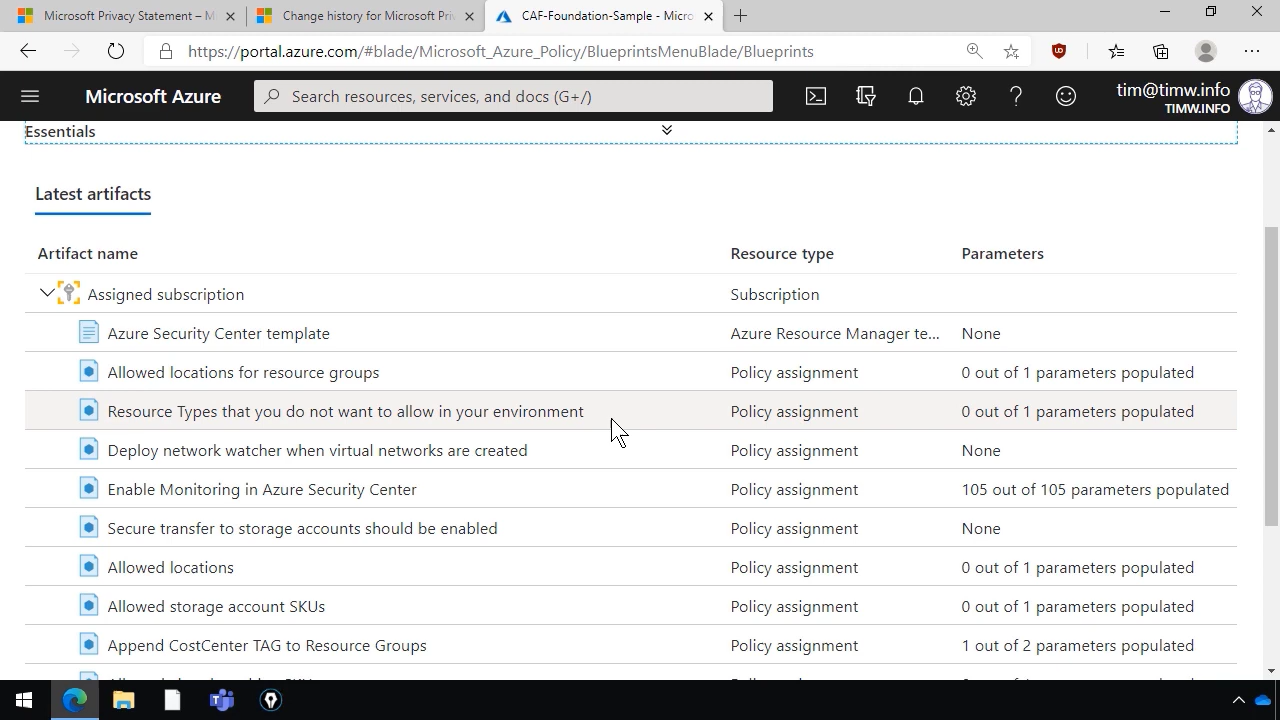 Microsoft Privacy Statement – Mi
Change history for Microsoft Priv
CAF-Foundation-Sample - Micros
https://portal.azure.com/#blade/Microsoft_Azure_Policy/BlueprintsMenuBlade/Blueprints
Microsoft Azure
Search resources, services, and docs (G+/)
tim@timw.info
TIMW.INFO
Essentials
Latest artifacts
Artifact name Resource type Parameters
Assigned subscription Subscription
Azure Security Center template Azure Resource Manager te... None
Allowed locations for resource groups Policy assignment 0 out of 1 parameters populated
Resource Types that you do not want to allow in your environment Policy assignment 0 out of 1 parameters populated
Deploy network watcher when virtual networks are created Policy assignment None
Enable Monitoring in Azure Security Center Policy assignment 105 out of 105 parameters populated
Secure transfer to storage accounts should be enabled Policy assignment None
Allowed locations Policy assignment 0 out of 1 parameters populated
Allowed storage account SKUs Policy assignment 0 out of 1 parameters populated
Append CostCenter TAG to Resource Groups Policy assignment 1 out of 2 parameters populated